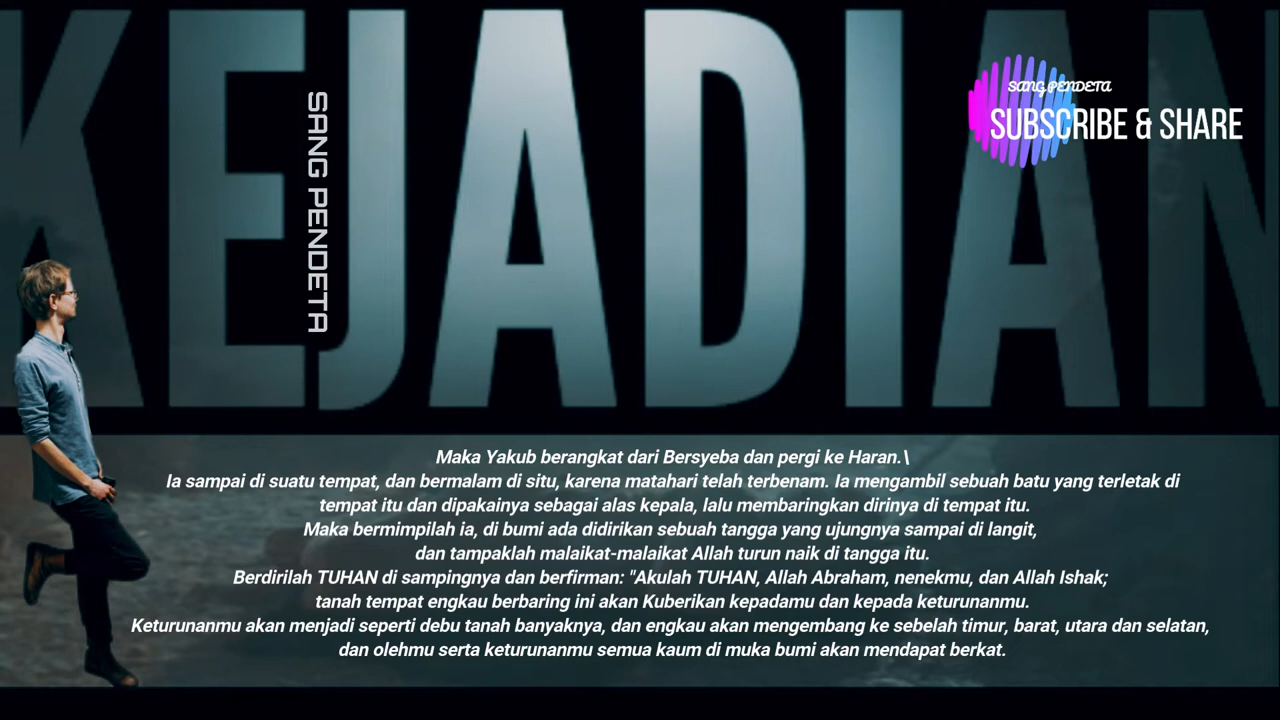 KEJADIAN
SANG PENDETA
SANG PENDETA
SUBSCRIBE & SHARE
Maka Yakub berangkat dari Bersyeba dan pergi ke Haran.\
Ia sampai di suatu tempat, dan bermalam di situ, karena matahari telah terbenam. Ia mengambil sebuah batu yang terletak di
tempat itu dan dipakainya sebagai alas kepala, lalu membaringkan dirinya di tempat itu.
Maka bermimpilah ia, di bumi ada didirikan sebuah tangga yang ujungnya sampai di langit,
dan tampaklah malaikat-malaikat Allah turun naik di tangga itu.
Berdirilah TUHAN di sampingnya dan berfirman: "Akulah TUHAN, Allah Abraham, nenekmu, dan Allah Ishak;
tanah tempat engkau berbaring ini akan Kuberikan kepadamu dan kepada keturunanmu.
Keturunanmu akan menjadi seperti debu tanah banyaknya, dan engkau akan mengembang ke sebelah timur, barat, utara dan selatan,
dan olehmu serta keturunanmu semua kaum di muka bumi akan mendapat berkat.